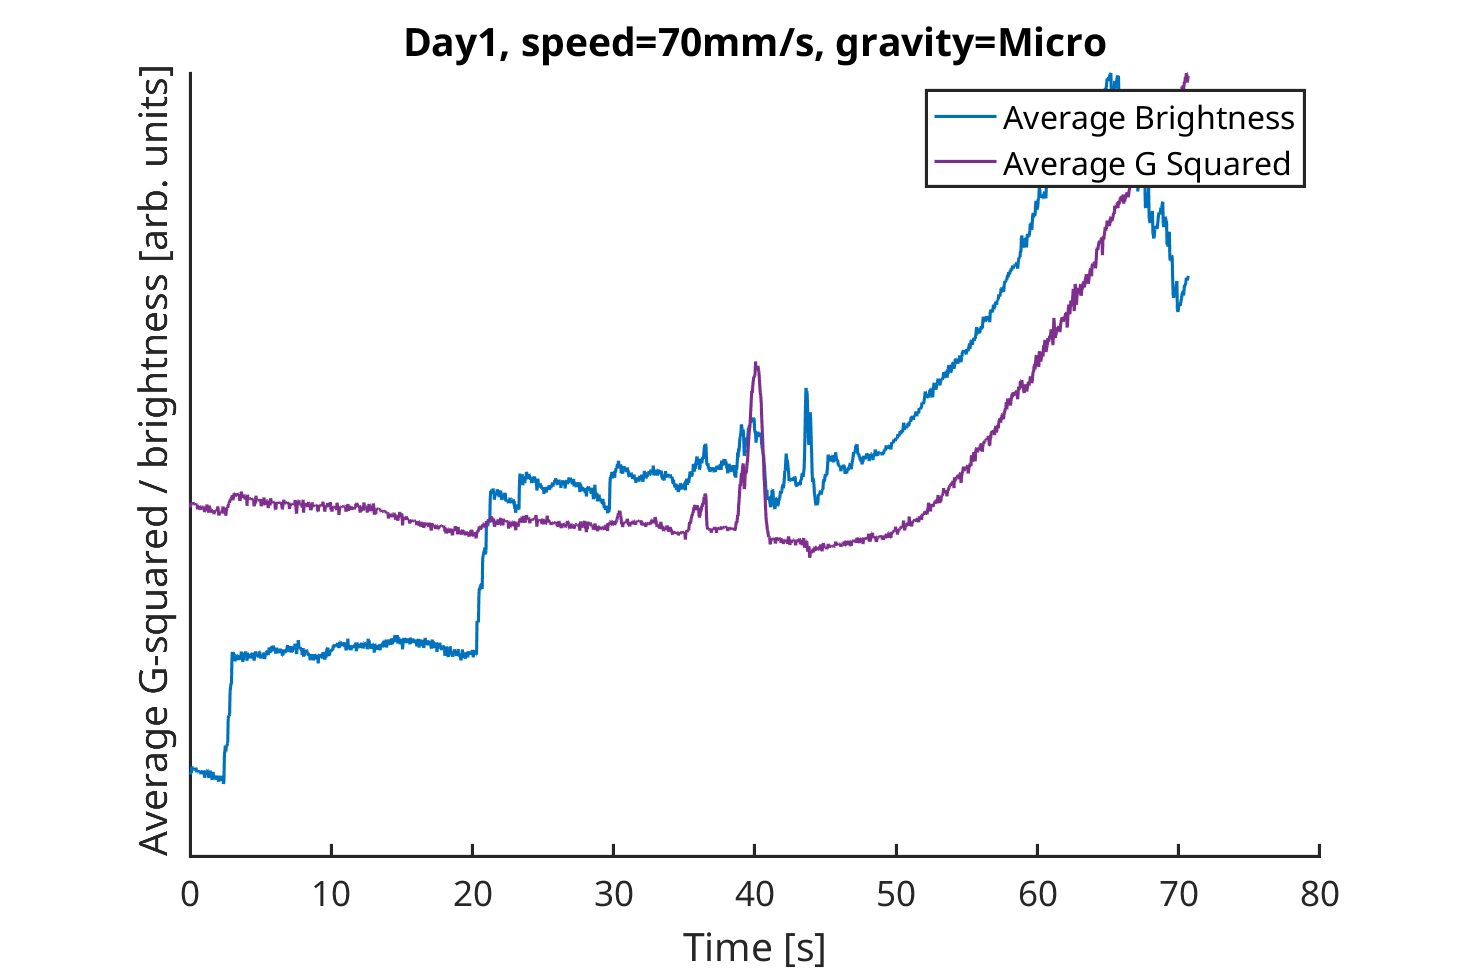 Day1, speed=70mm/s, gravity=Micro
Average G-squared / brightness [arb. units]
Average Brightness
Average G Squared
0 10 20 30 40 50 60 70 80
Time [s]